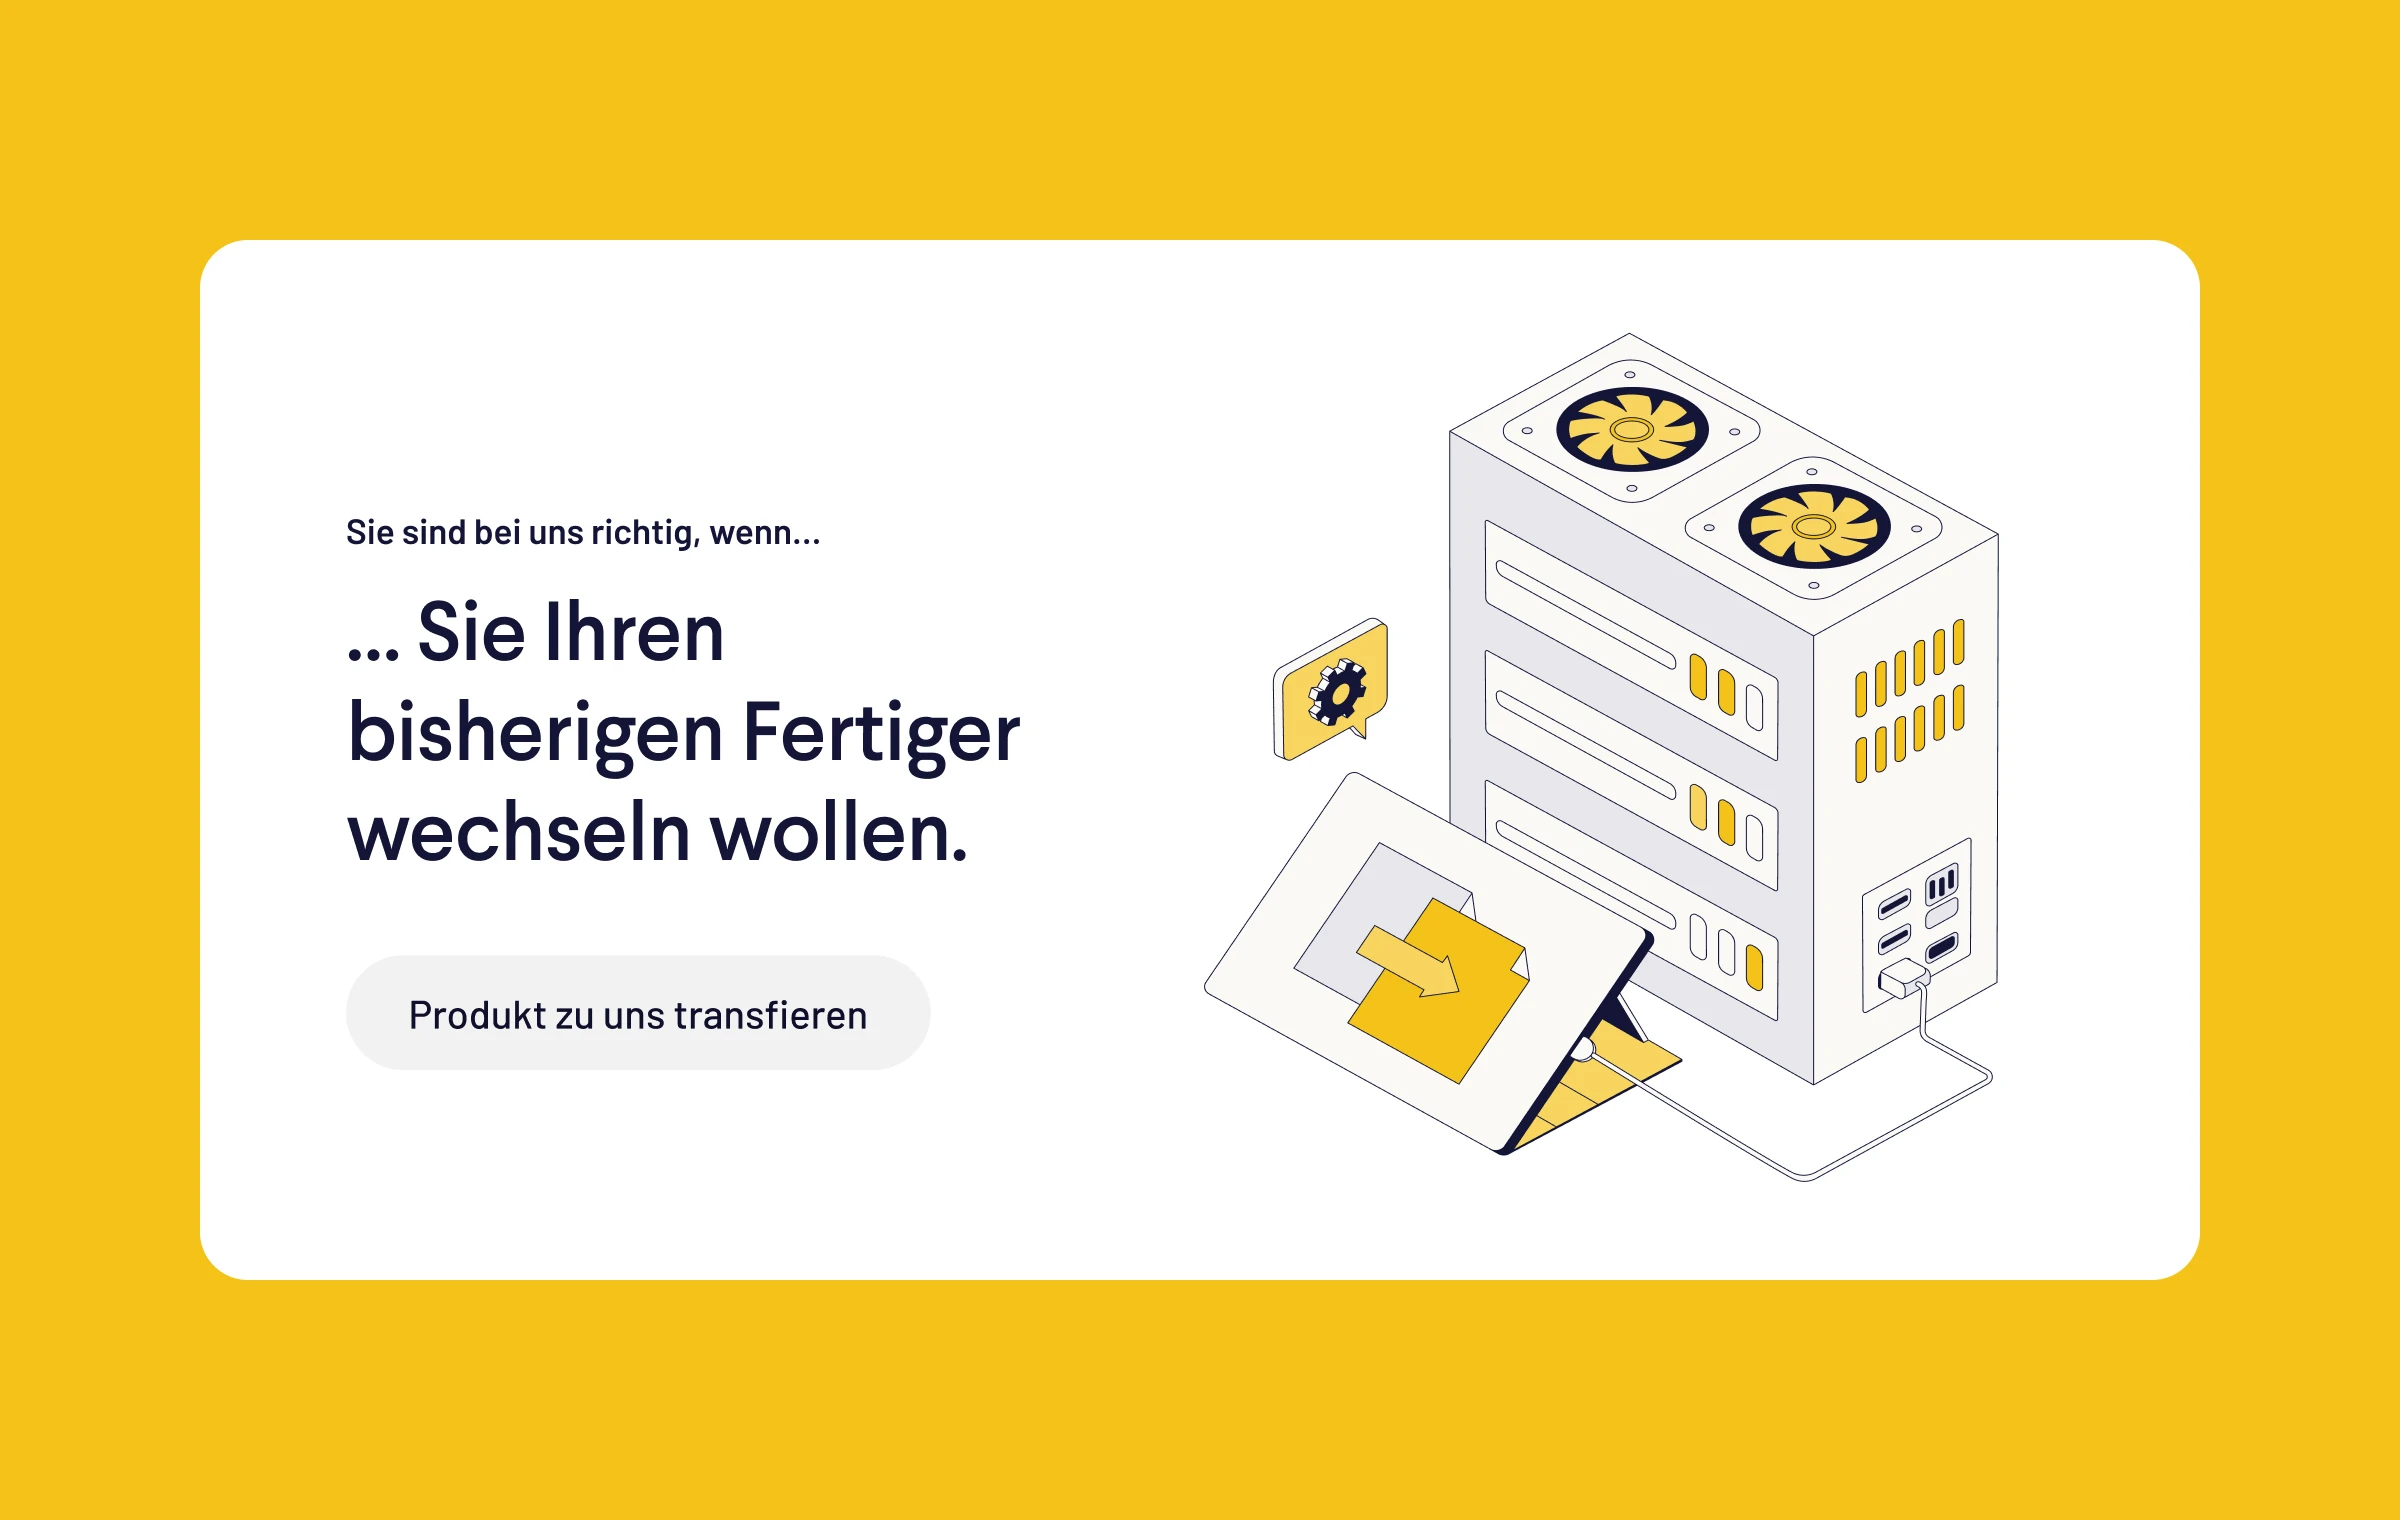 Sie sind bei uns richtig, wenn...
... Sie Ihren
bisherigen Fertiger
wechseln wollen.
Produkt zu uns transfieren